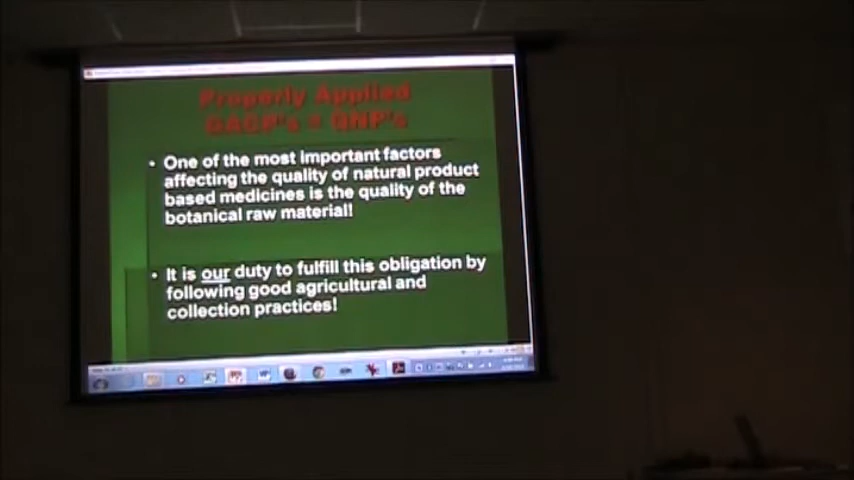 Properly Applied
GACP's = QNP's
• One of the most important factors
affecting the quality of natural product
based medicines is the quality of the
botanical raw material!
• It is our duty to fulfill this obligation by
following good agricultural and
collection practices!